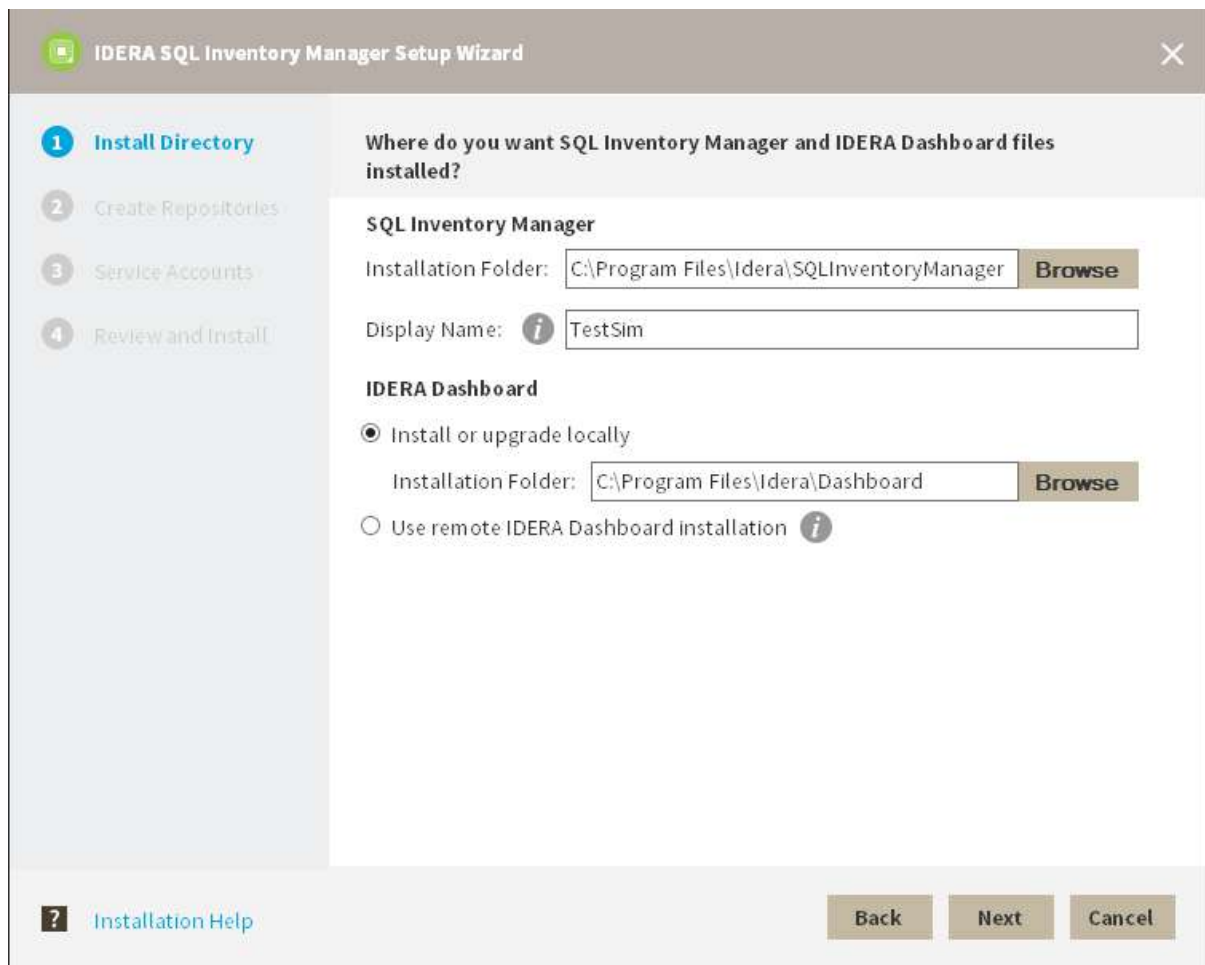 IDERA SQL Inventory Manager Setup Wizard
1 Install Directory
2 Create Repositories
3 Service Accounts
4 Review and Install
Where do you want SQL Inventory Manager and IDERA Dashboard files
installed?
SQL Inventory Manager
Installation Folder: C:\Program Files\Idera\SQLInventoryManager Browse
Display Name: i TestSim
IDERA Dashboard
Install or upgrade locally
Installation Folder: C:\Program Files\Idera\Dashboard Browse
Use remote IDERA Dashboard installation i
? Installation Help
Back Next Cancel